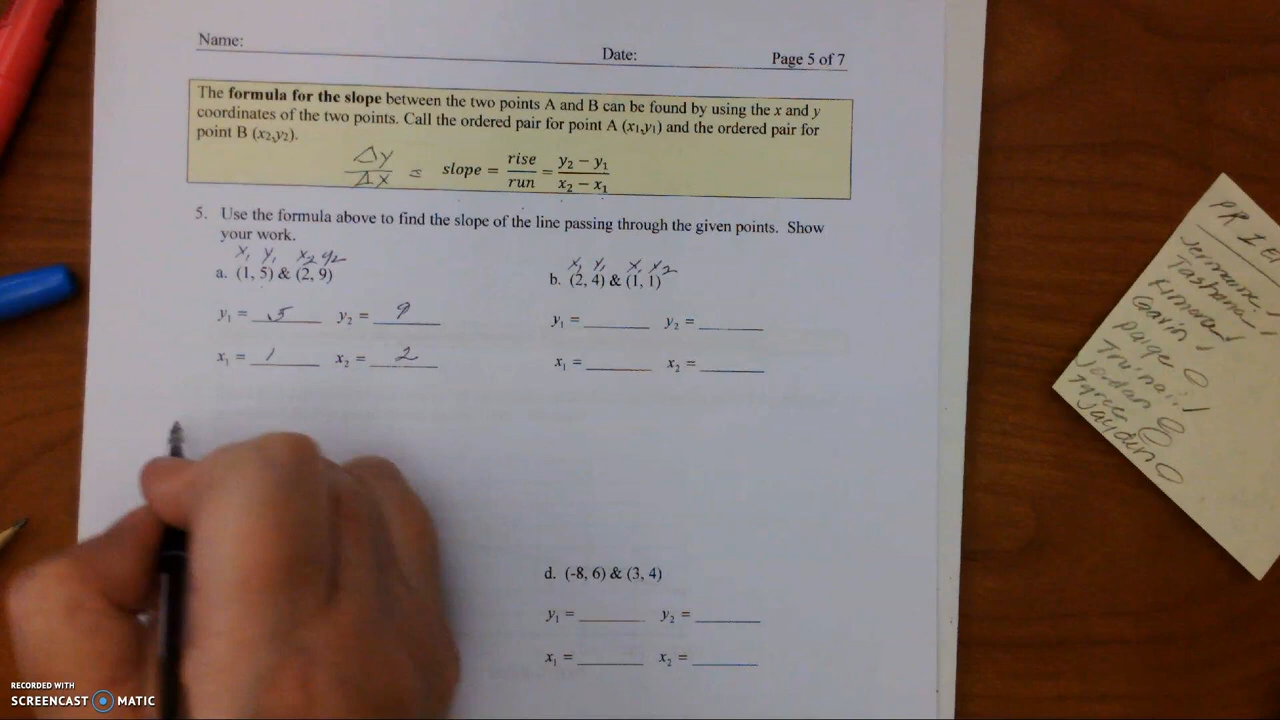 Name: Date: Page 5 of 7
The formula for the slope between the two points A and B can be found by using the x and y
coordinates of the two points. Call the ordered pair for point A (x₁,y₁) and the ordered pair for
point B (x₂,y₂).
Δy/Δx = slope = rise/run = y₂ − y₁/x₂ − x₁
5. Use the formula above to find the slope of the line passing through the given points. Show
your work.
x₁ y₁ x₂ y₂
a. (1, 5) & (2, 9)
y₁ = 5 y₂ = 9
x₁ = 1 x₂ = 2
x₁ y₁ x₂ y₂
b. (2, 4) & (1, 1)
y₁ = ______ y₂ = ______
x₁ = ______ x₂ = ______
d. (-8, 6) & (3, 4)
y₁ = ______ y₂ = ______
x₁ = ______ x₂ = ______
Jermaine
Tashana
Kimora
Gavin
Paige
Jordan
Tyree
Jayden
RECORDED WITH
SCREENCAST MATIC